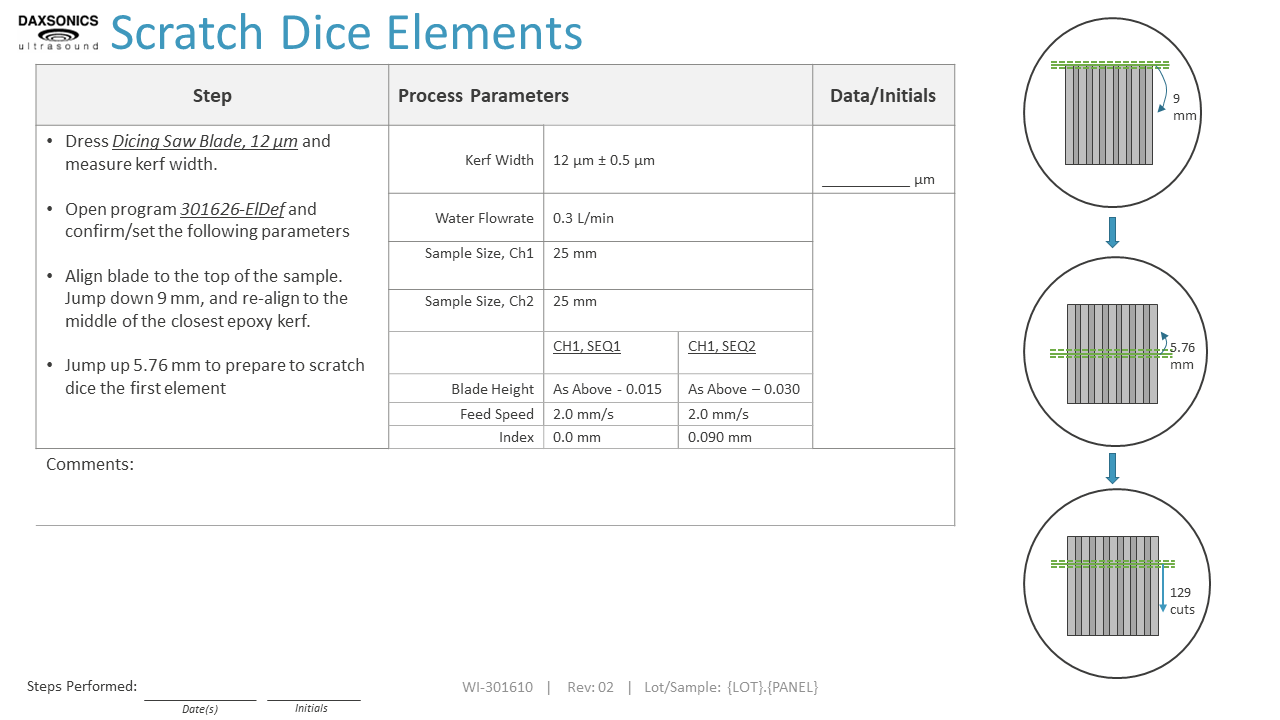 DAXSONICS
ultrasound
Scratch Dice Elements
Step
Process Parameters
Data/Initials
• Dress Dicing Saw Blade, 12 µm and
measure kerf width.
• Open program 301626-ElDef and
confirm/set the following parameters
• Align blade to the top of the sample.
Jump down 9 mm, and re-align to the
middle of the closest epoxy kerf.
• Jump up 5.76 mm to prepare to scratch
dice the first element
Kerf Width
12 µm ± 0.5 µm
___________ µm
Water Flowrate
0.3 L/min
Sample Size, Ch1
25 mm
Sample Size, Ch2
25 mm
CH1, SEQ1
CH1, SEQ2
Blade Height
As Above - 0.015
As Above – 0.030
Feed Speed
2.0 mm/s
2.0 mm/s
Index
0.0 mm
0.090 mm
Comments:
9
mm
5.76
mm
129
cuts
Steps Performed:
Date(s)
Initials
WI-301610 | Rev: 02 | Lot/Sample: {LOT}.{PANEL}